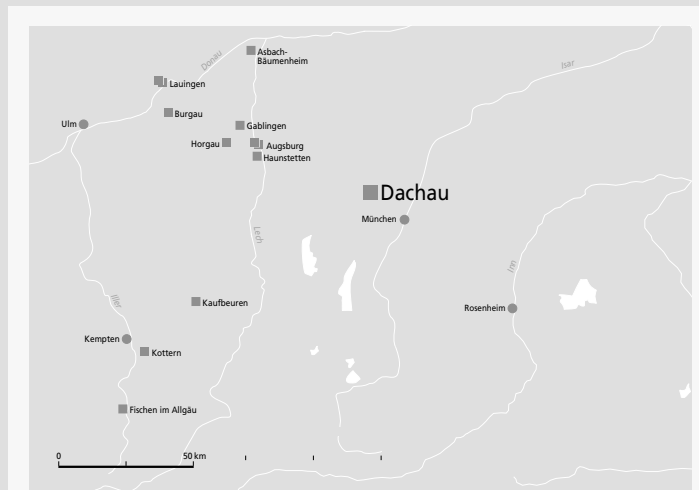 Asbach-
Bäumenheim
Donau
Isar
Lauingen
Burgau
Ulm
Gablingen
Horgau
Augsburg
Haunstetten
Dachau
München
Lech
Inn
Iller
Kaufbeuren
Rosenheim
Kempten
Kottern
Fischen im Allgäu
0
50 km